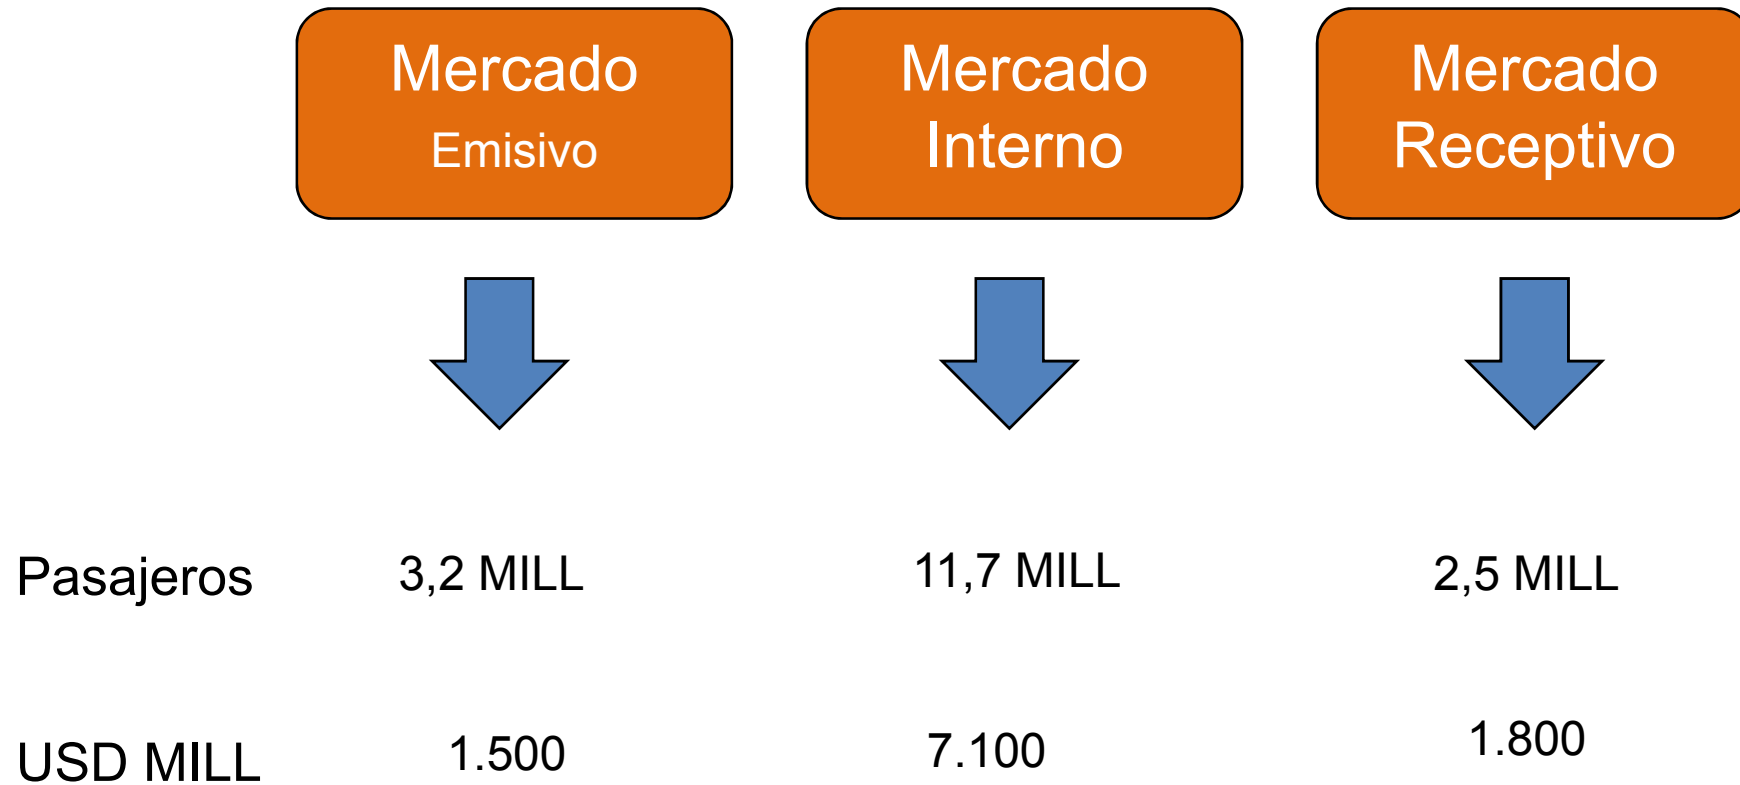 Mercado
Emisivo
Mercado
Interno
Mercado
Receptivo
Pasajeros 3,2 MILL 11,7 MILL 2,5 MILL
USD MILL 1.500 7.100 1.800